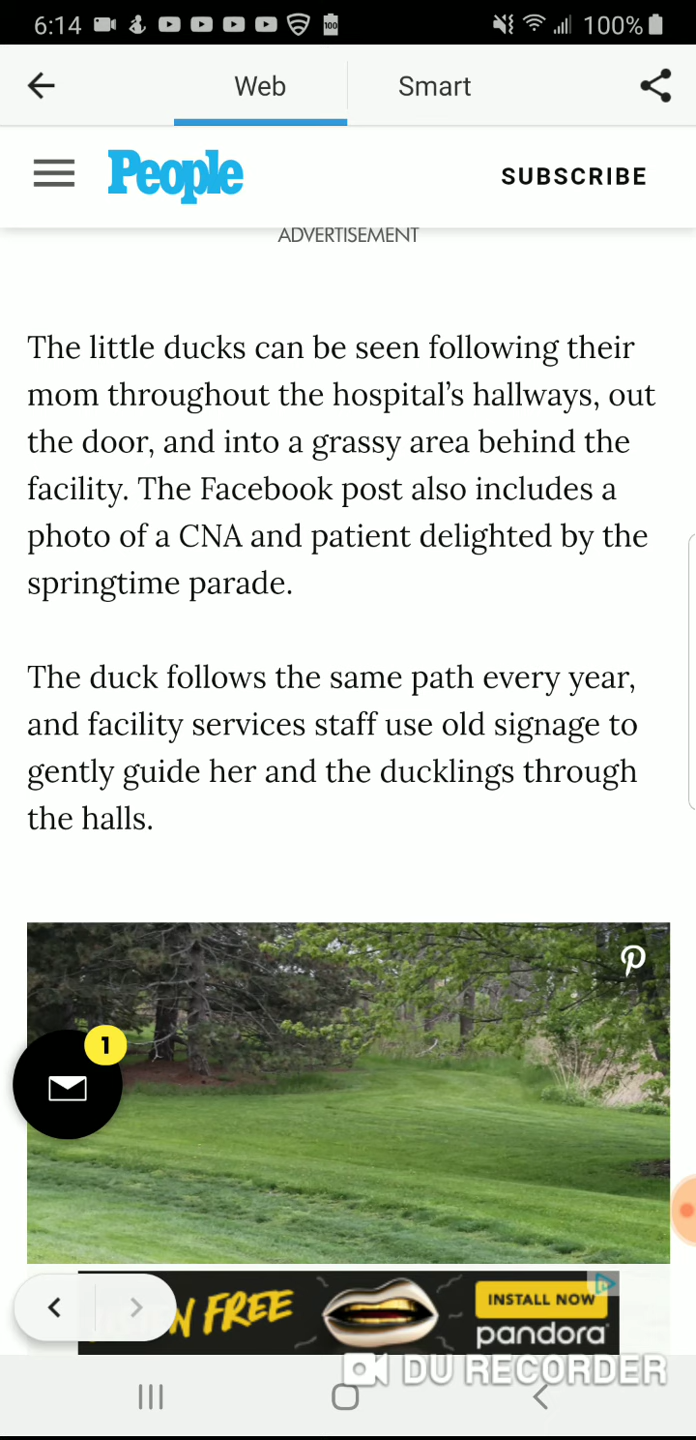 6:14
100
100%
Web
Smart
People
SUBSCRIBE
ADVERTISEMENT
The little ducks can be seen following their
mom throughout the hospital’s hallways, out
the door, and into a grassy area behind the
facility. The Facebook post also includes a
photo of a CNA and patient delighted by the
springtime parade.
The duck follows the same path every year,
and facility services staff use old signage to
gently guide her and the ducklings through
the halls.
1
FREE
INSTALL NOW
pandora
DU RECORDER